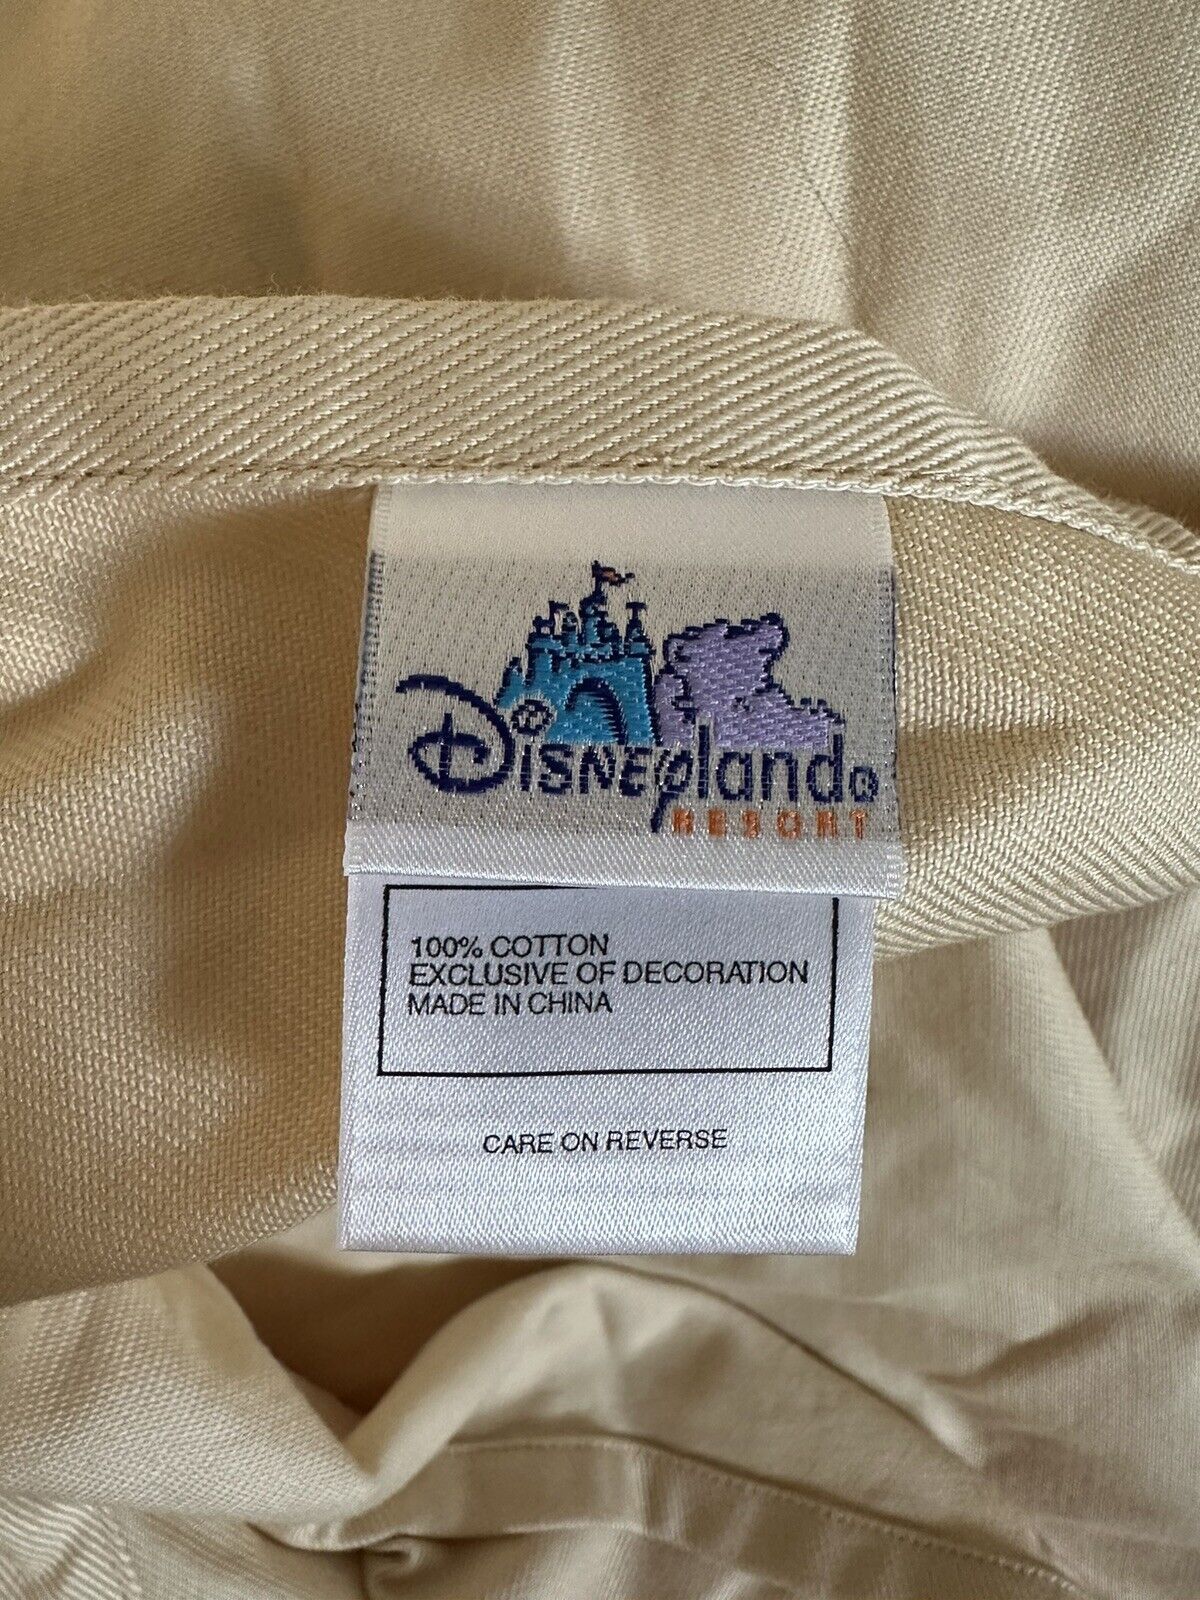 Disneyland®
RESORT
100% COTTON
EXCLUSIVE OF DECORATION
MADE IN CHINA
CARE ON REVERSE